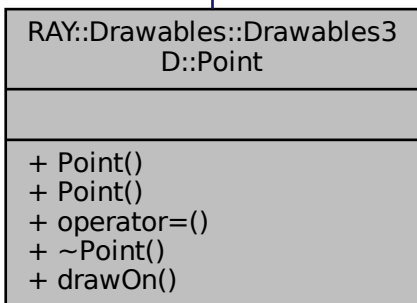 RAY::Drawables::Drawables3
D::Point
+ Point()
+ Point()
+ operator=()
+ ~Point()
+ drawOn()